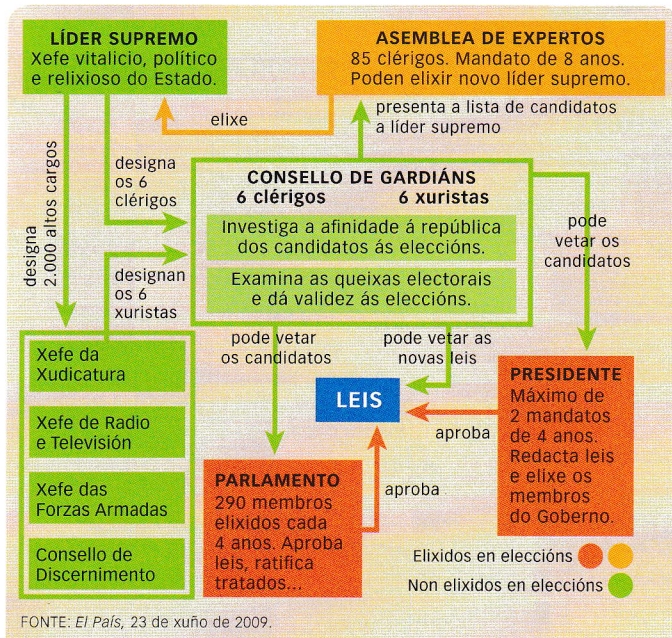 LÍDER SUPREMO
Xefe vitalicio, político
e relixioso do Estado.
ASEMBLEA DE EXPERTOS
85 clérigos. Mandato de 8 anos.
Poden elixir novo líder supremo.
elixe
presenta a lista de candidatos
a líder supremo
designa
2.000 altos cargos
designa
os 6
clérigos
CONSELLO DE GARDIÁNS
6 clérigos 6 xuristas
Investiga a afinidade á república
dos candidatos ás eleccións.
Examina as queixas electorais
e dá validez ás eleccións.
pode
vetar os
candidatos
designan
os 6
xuristas
pode vetar
os candidatos
pode vetar as
novas leis
Xefe da
Xudicatura
Xefe de Radio
e Televisión
Xefe das
Forzas Armadas
Consello de
Discernimento
LEIS
aproba
aproba
PRESIDENTE
Máximo de
2 mandatos
de 4 anos.
Redacta leis
e elixe os
membros
do Goberno.
PARLAMENTO
290 membros
elixidos cada
4 anos. Aproba
leis, ratifica
tratados...
Elixidos en eleccións
Non elixidos en eleccións
FONTE: El País, 23 de xuño de 2009.